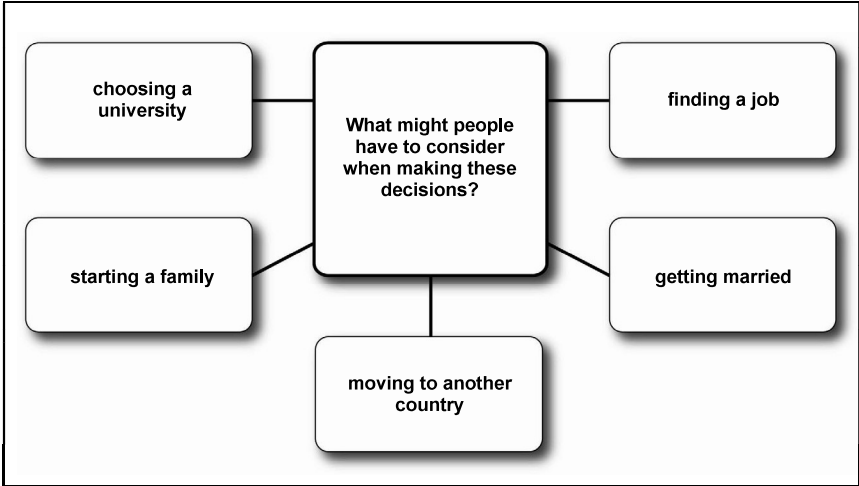 choosing a
university
What might people
have to consider
when making these
decisions?
finding a job
starting a family
getting married
moving to another
country